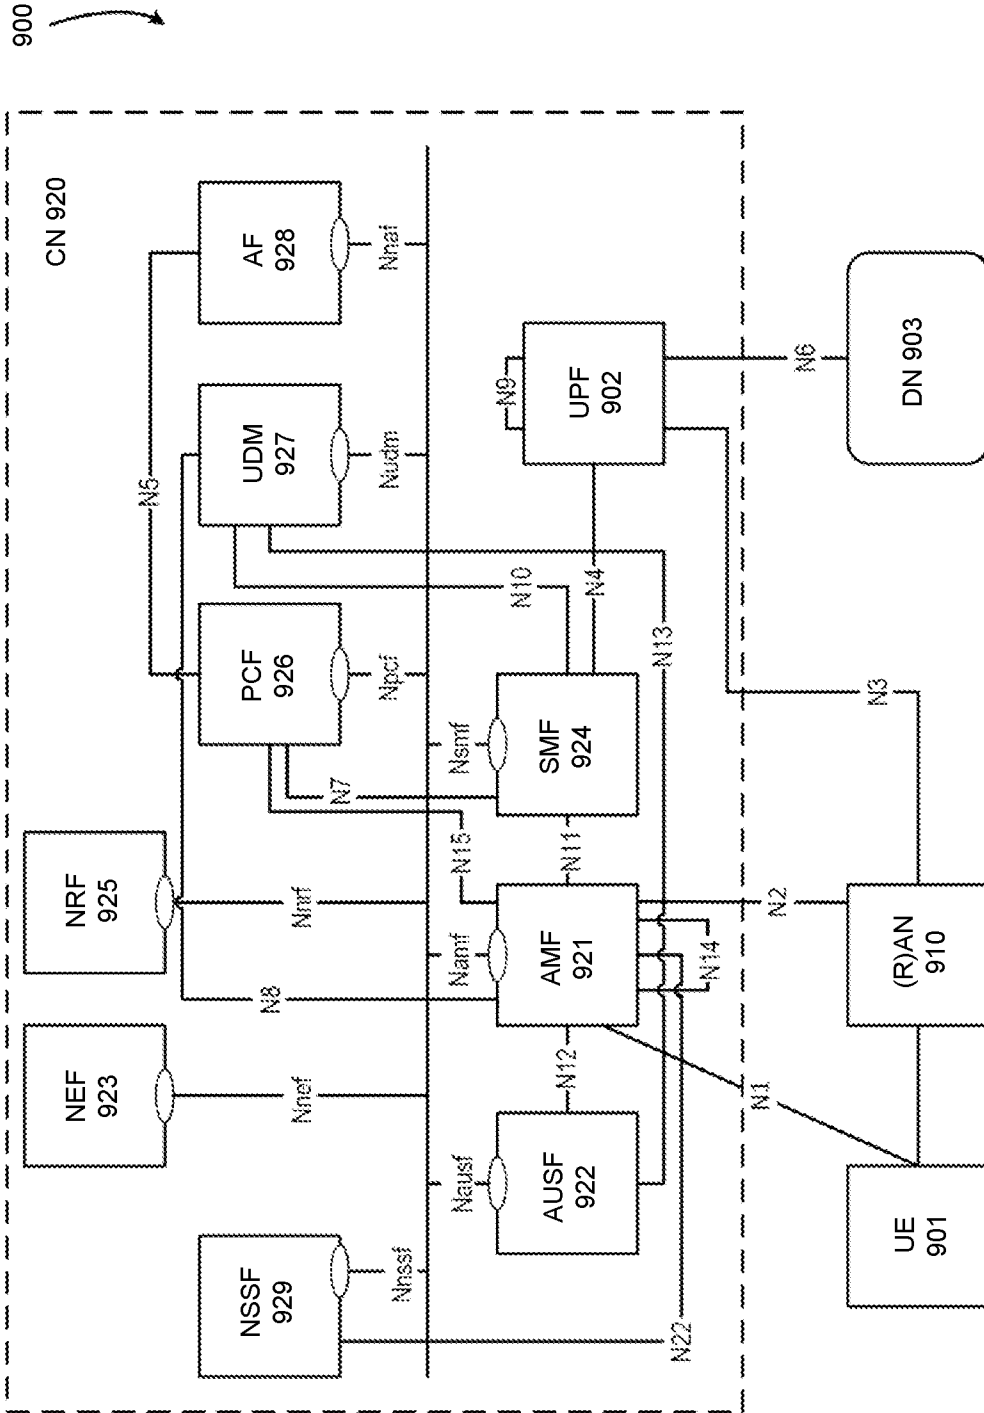 900
CN 920
NEF
923
NRF
925
N5
NSSF
929
PCF
926
UDM
927
AF
928
N8
Nnef
Nnrf
N7
Nnssf
Npcf
Nudm
Nnaf
Nausf
Namf
N15
Nsmf
N10
N9
AUSF
922
N12
AMF
921
N11
SMF
924
N4
UPF
902
N13
N22
N14
N1
N2
N6
N3
UE
901
(R)AN
910
DN 903